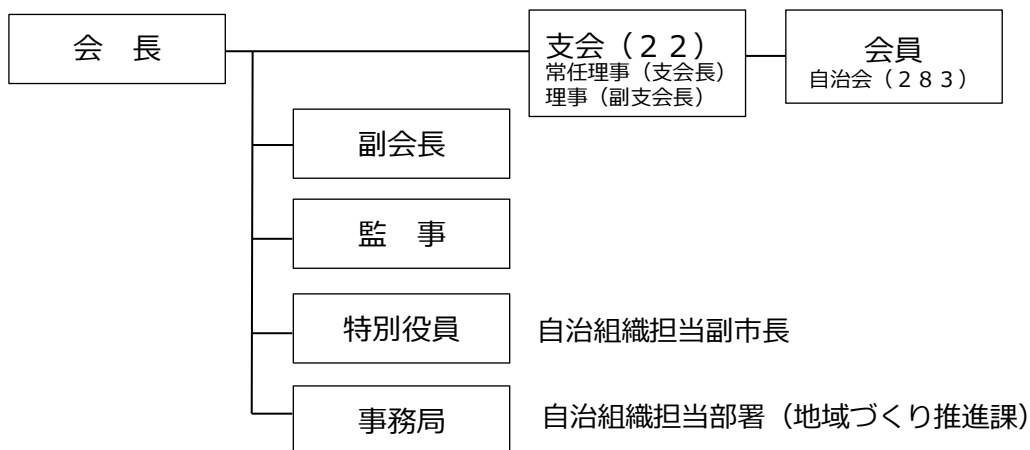 会　長
支会（２２）
常任理事（支会長）
理事（副支会長）
会員
自治会（２８３）
副会長
監　事
特別役員
自治組織担当副市長
事務局
自治組織担当部署（地域づくり推進課）